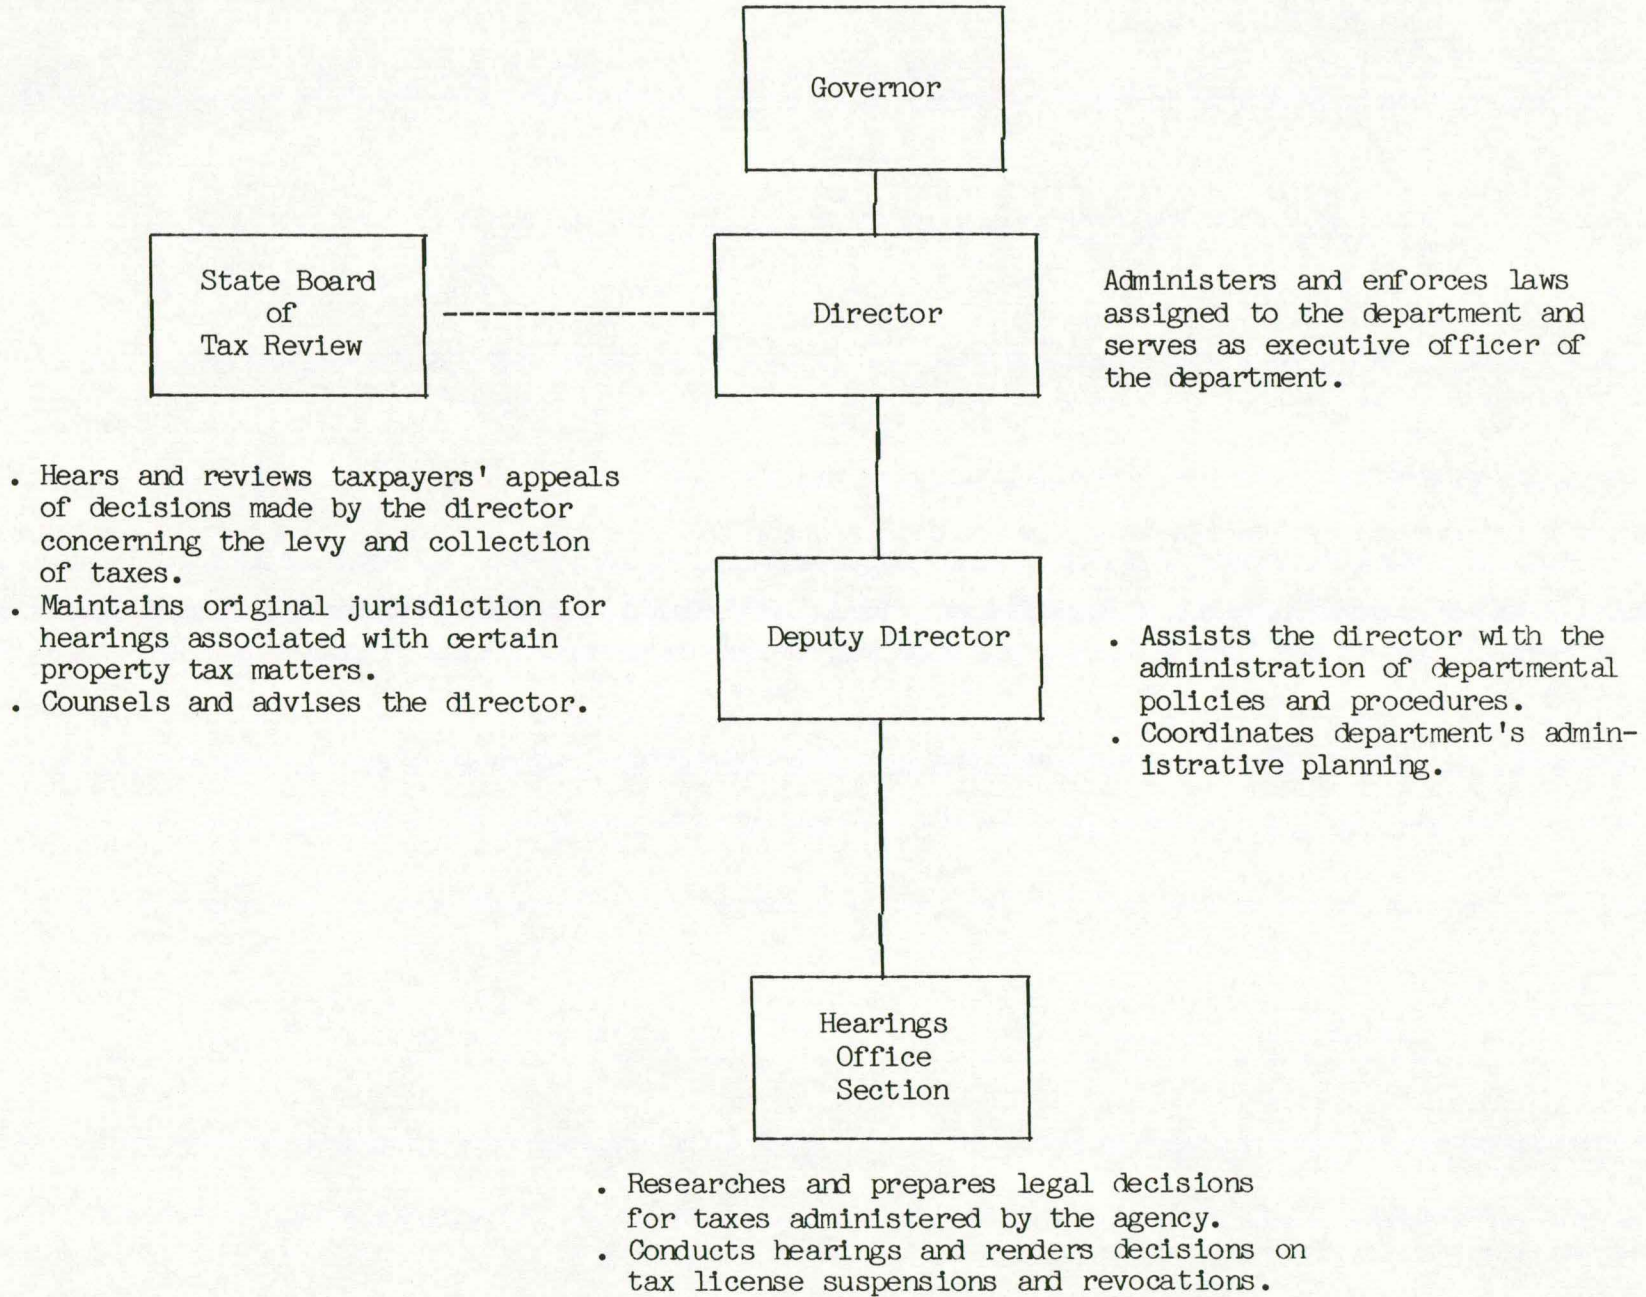 Governor
State Board
of
Tax Review
Director
Administers and enforces laws
assigned to the department and
serves as executive officer of
the department.
. Hears and reviews taxpayers' appeals
of decisions made by the director
concerning the levy and collection
of taxes.
. Maintains original jurisdiction for
hearings associated with certain
property tax matters.
. Counsels and advises the director.
Deputy Director
. Assists the director with the
administration of departmental
policies and procedures.
. Coordinates department's admin-
istrative planning.
Hearings
Office
Section
. Researches and prepares legal decisions
for taxes administered by the agency.
. Conducts hearings and renders decisions on
tax license suspensions and revocations.